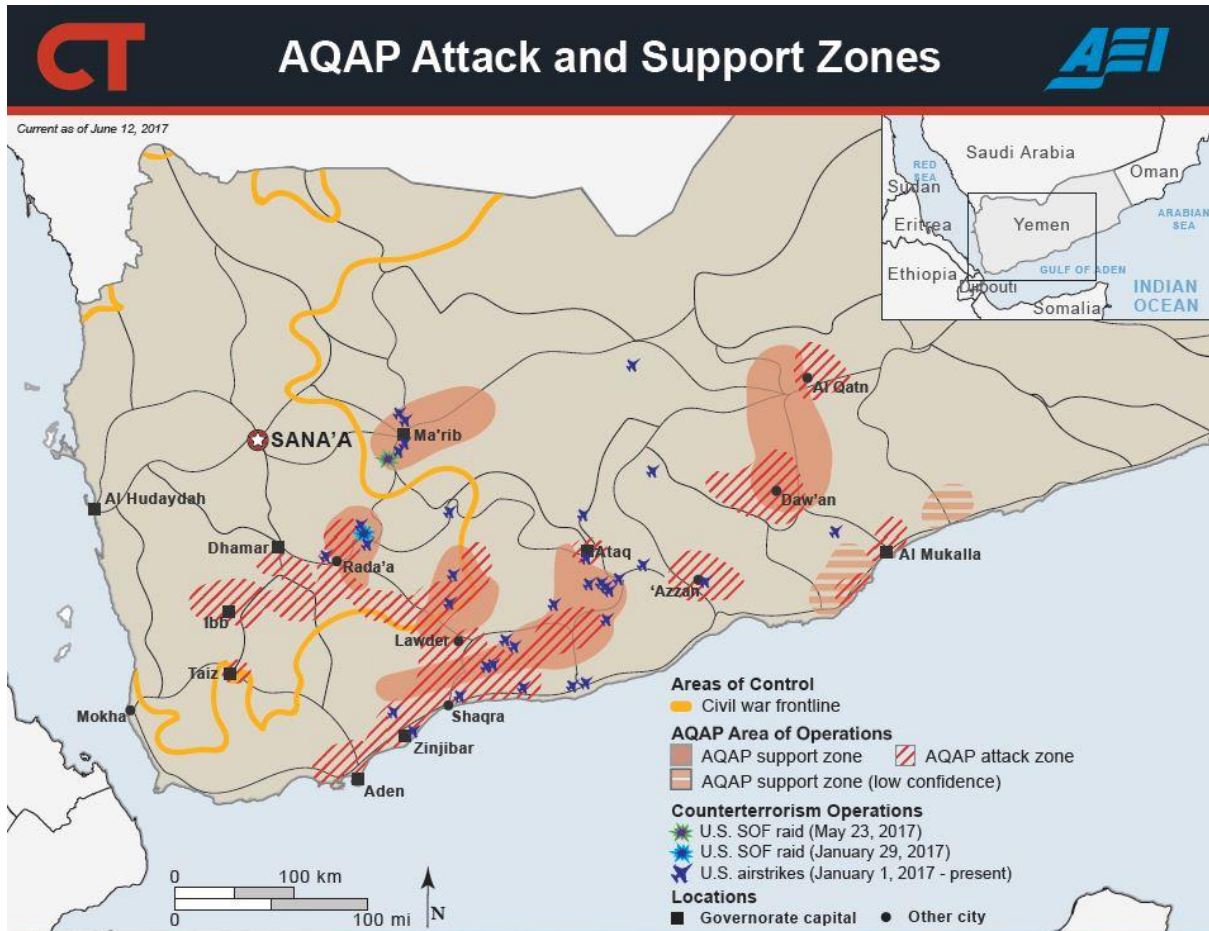 CT
AQAP Attack and Support Zones
AEI
Current as of June 12, 2017
RED
SEA
Saudi Arabia
Oman
Sudan
Eritrea
Yemen
ARABIAN
SEA
Ethiopia
GULF OF ADEN
Djibouti
INDIAN
OCEAN
Somalia
Al Qatn
SANA'A
Ma'rib
Al Hudaydah
Daw'an
Dhamar
Rada'a
Ataq
Al Mukalla
'Azzan
Ibb
Lawder
Taiz
Mokha
Shaqra
Zinjibar
Aden
Areas of Control
Civil war frontline
AQAP Area of Operations
AQAP support zone
AQAP attack zone
AQAP support zone (low confidence)
Counterterrorism Operations
U.S. SOF raid (May 23, 2017)
U.S. SOF raid (January 29, 2017)
U.S. airstrikes (January 1, 2017 - present)
Locations
Governorate capital
Other city
0 100 km
0 100 mi
N